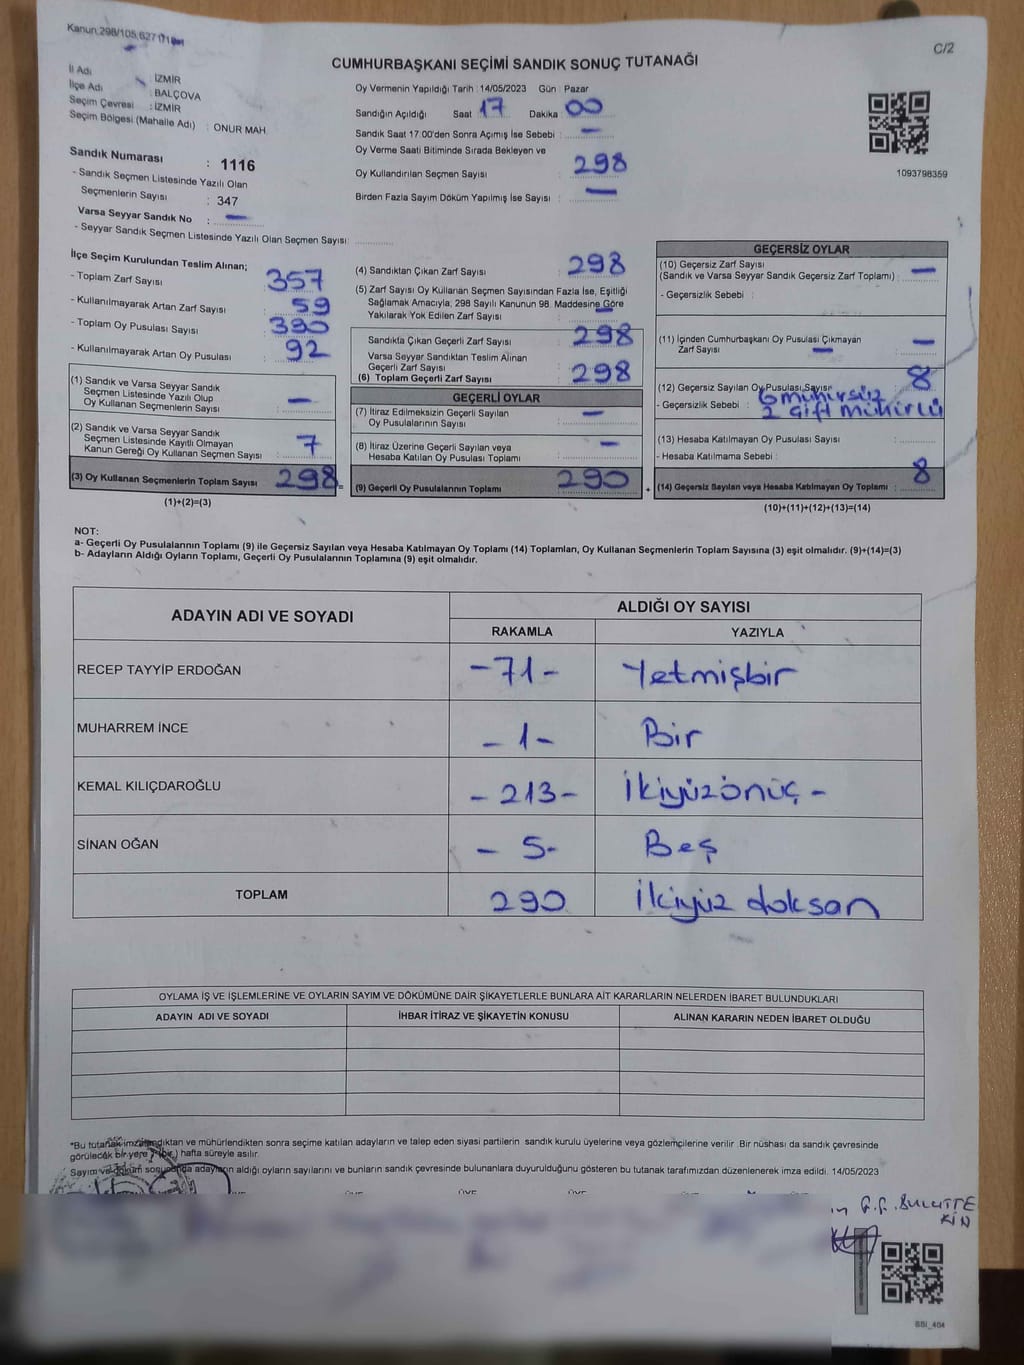 Kanun:298/105,627
C/2
CUMHURBAŞKANI SEÇİMİ SANDIK SONUÇ TUTANAĞI
İl Adı : İZMİR
İlçe Adı : BALÇOVA
Seçim Çevresi : İZMİR
Seçim Bölgesi (Mahalle Adı) : ONUR MAH.
Sandık Numarası : 1116
- Sandık Seçmen Listesinde Yazılı Olan
Seçmenlerin Sayısı : 347
Varsa Seyyar Sandık No : —
- Seyyar Sandık Seçmen Listesinde Yazılı Olan Seçmen Sayısı :
Oy Vermenin Yapıldığı Tarih : 14/05/2023 Gün : Pazar
Sandığın Açıldığı Saat : 17 Dakika : 00
Sandık Saat 17.00'den Sonra Açımış İse Sebebi : —
Oy Verme Saati Bitiminde Sırada Bekleyen ve
Oy Kullandırılan Seçmen Sayısı : 298
Birden Fazla Sayım Döküm Yapılmış İse Sayısı : —
1093798359
İlçe Seçim Kurulundan Teslim Alınan;
- Toplam Zarf Sayısı : 357
- Kullanılmayarak Artan Zarf Sayısı : 59
- Toplam Oy Pusulası Sayısı : 390
- Kullanılmayarak Artan Oy Pusulası : 92
(1) Sandık ve Varsa Seyyar Sandık
Seçmen Listesinde Yazılı Olup
Oy Kullanan Seçmenlerin Sayısı : —
(2) Sandık ve Varsa Seyyar Sandık
Seçmen Listesinde Kayıtlı Olmayan
Kanun Gereği Oy Kullanan Seçmen Sayısı : 7
(3) Oy Kullanan Seçmenlerin Toplam Sayısı : 298
(1)+(2)=(3)
(4) Sandıktan Çıkan Zarf Sayısı : 298
(5) Zarf Sayısı Oy Kullanan Seçmen Sayısından Fazla İse, Eşitliği
Sağlamak Amacıyla, 298 Sayılı Kanunun 98. Maddesine Göre
Yakılarak Yok Edilen Zarf Sayısı : —
Sandıkta Çıkan Geçerli Zarf Sayısı : 298
Varsa Seyyar Sandıktan Teslim Alınan
Geçerli Zarf Sayısı
(6) Toplam Geçerli Zarf Sayısı : 298
GEÇERLİ OYLAR
(7) İtiraz Edilmeksizin Geçerli Sayılan
Oy Pusulalarının Sayısı : —
(8) İtiraz Üzerine Geçerli Sayılan veya
Hesaba Katılan Oy Pusulası Toplamı : —
= (9) Geçerli Oy Pusulalarının Toplamı : 290
GEÇERSİZ OYLAR
(10) Geçersiz Zarf Sayısı
(Sandık ve Varsa Seyyar Sandık Geçersiz Zarf Toplamı) : —
- Geçersizlik Sebebi :
(11) İçinden Cumhurbaşkanı Oy Pusulası Çıkmayan
Zarf Sayısı : —
(12) Geçersiz Sayılan Oy Pusulası Sayısı : 8
- Geçersizlik Sebebi : 6 mühürsüz
2 çift mühürlü
(13) Hesaba Katılmayan Oy Pusulası Sayısı :
- Hesaba Katılmama Sebebi :
+ (14) Geçersiz Sayılan veya Hesaba Katılmayan Oy Toplamı : 8
(10)+(11)+(12)+(13)=(14)
NOT:
a- Geçerli Oy Pusulalarının Toplamı (9) ile Geçersiz Sayılan veya Hesaba Katılmayan Oy Toplamı (14) Toplamları, Oy Kullanan Seçmenlerin Toplam Sayısına (3) eşit olmalıdır. (9)+(14)=(3)
b- Adayların Aldığı Oyların Toplamı, Geçerli Oy Pusulalarının Toplamına (9) eşit olmalıdır.
ADAYIN ADI VE SOYADI ALDIĞI OY SAYISI
RAKAMLA YAZIYLA
RECEP TAYYİP ERDOĞAN -71- Yetmişbir
MUHARREM İNCE -1- Bir
KEMAL KILIÇDAROĞLU -213- İkiyüzönüç -
SİNAN OĞAN -5- Beş
TOPLAM 290 İkiyüz doksan
OYLAMA İŞ VE İŞLEMLERİNE VE OYLARIN SAYIM VE DÖKÜMÜNE DAİR ŞİKAYETLERLE BUNLARA AİT KARARLARIN NELERDEN İBARET BULUNDUKLARI
ADAYIN ADI VE SOYADI İHBAR İTİRAZ VE ŞİKAYETİN KONUSU ALINAN KARARIN NEDEN İBARET OLDUĞU
*Bu tutanak imzalandıktan ve mühürlendikten sonra seçime katılan adayların ve talep eden siyasi partilerin sandık kurulu üyelerine veya gözlemcilerine verilir. Bir nüshası da sandık çevresinde
görülecek bir yere 1 (bir) hafta süreyle asılır.
Sayım ve döküm sonucunda adayların aldığı oyların sayılarını ve bunların sandık çevresinde bulunanlara duyurulduğunu gösteren bu tutanak tarafımızdan düzenlenerek imza edildi. 14/05/2023